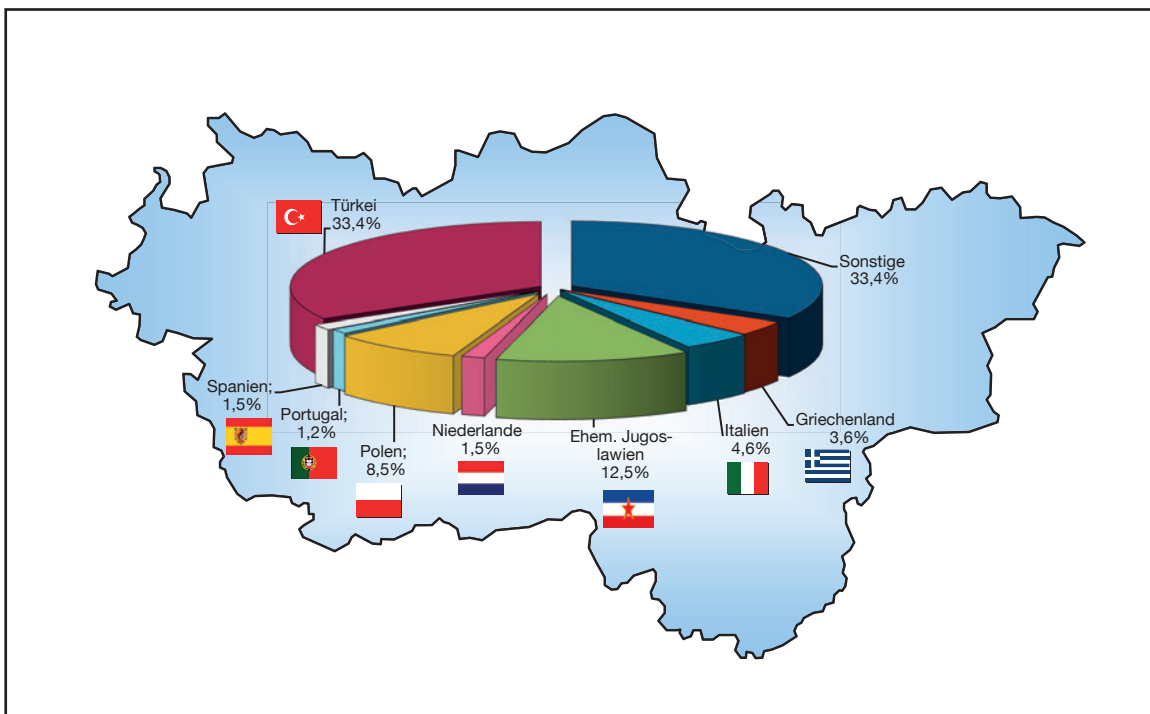 Türkei
33,4%
Sonstige
33,4%
Spanien;
1,5%
Portugal;
1,2%
Polen;
8,5%
Niederlande
1,5%
Ehem. Jugos-
lawien
12,5%
Italien
4,6%
Griechenland
3,6%